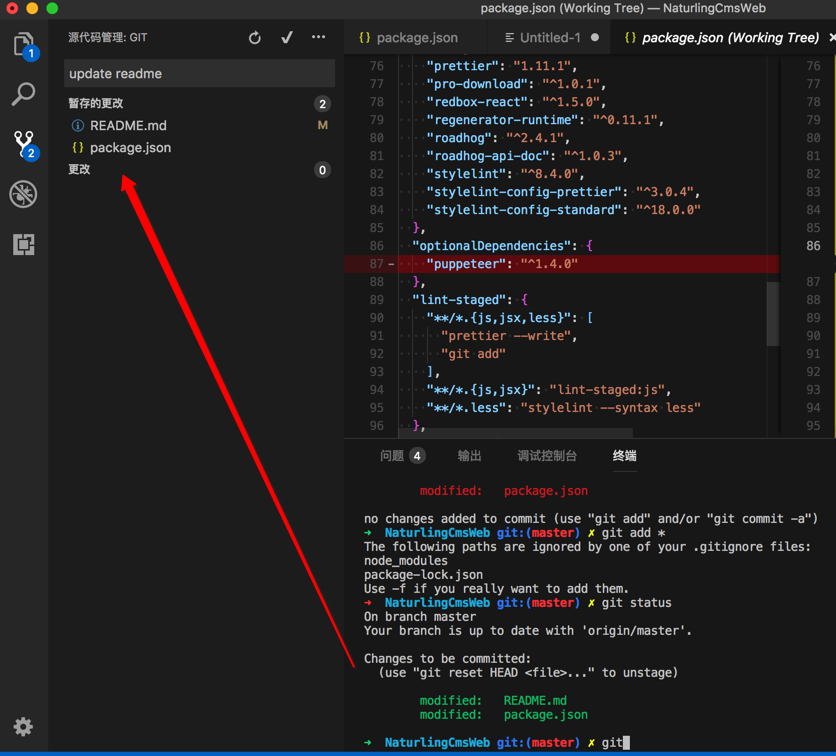 package.json (Working Tree) — NaturlingCmsWeb
源代码管理: GIT
update readme
暂存的更改 2
README.md M
{} package.json
更改 0
1
2
{} package.json
Untitled-1
{} package.json (Working Tree)
76 "prettier": "1.11.1", 76
77 "pro-download": "^1.0.1", 77
78 "redbox-react": "^1.5.0", 78
79 "regenerator-runtime": "^0.11.1", 79
80 "roadhog": "^2.4.1", 80
81 "roadhog-api-doc": "^1.0.3", 81
82 "stylelint": "^8.4.0", 82
83 "stylelint-config-prettier": "^3.0.4", 83
84 "stylelint-config-standard": "^18.0.0" 84
85 }, 85
86 "optionalDependencies": { 86
87 - "puppeteer": "^1.4.0"
88 }, 87
89 "lint-staged": { 88
90 "**/*.{js,jsx,less}": [ 89
91 "prettier --write", 90
92 "git add" 91
93 ], 92
94 "**/*.{js,jsx}": "lint-staged:js", 93
95 "**/*.less": "stylelint --syntax less" 94
96 }, 95
问题 4 输出 调试控制台 终端
modified: package.json
no changes added to commit (use "git add" and/or "git commit -a")
➜ NaturlingCmsWeb git:(master) ✗ git add *
The following paths are ignored by one of your .gitignore files:
node_modules
package-lock.json
Use -f if you really want to add them.
➜ NaturlingCmsWeb git:(master) ✗ git status
On branch master
Your branch is up to date with 'origin/master'.
Changes to be committed:
(use "git reset HEAD <file>..." to unstage)
modified: README.md
modified: package.json
➜ NaturlingCmsWeb git:(master) ✗ git